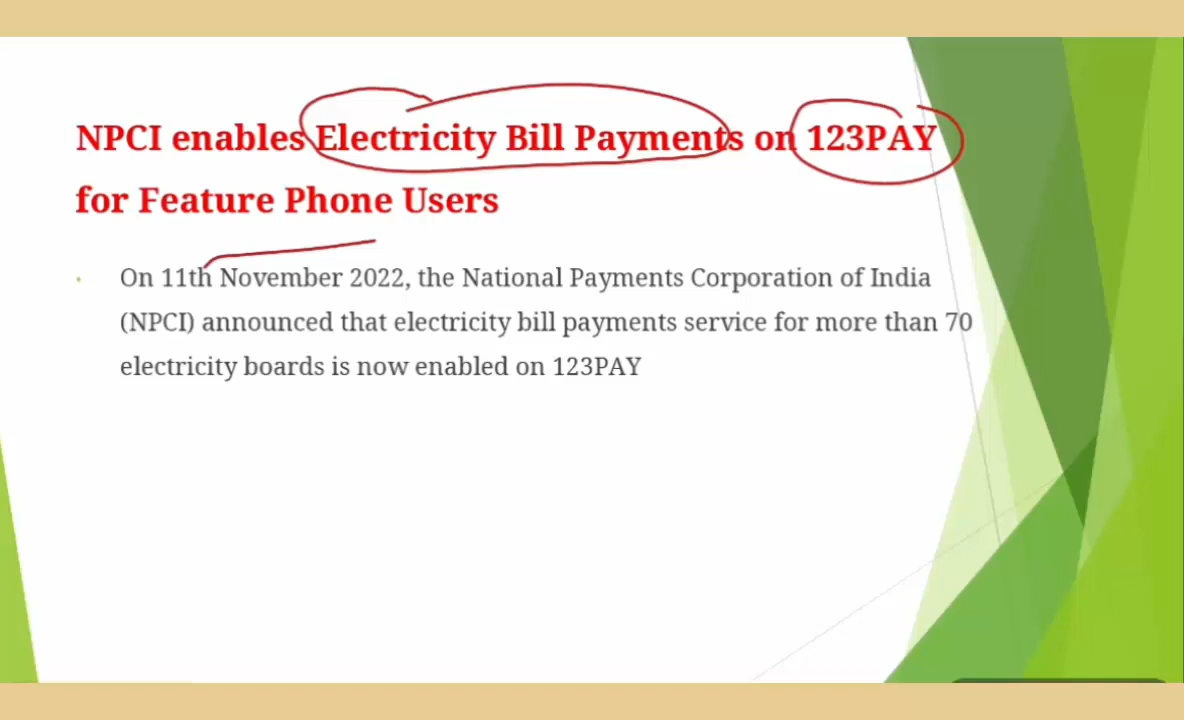 NPCI enables Electricity Bill Payments on 123PAY
for Feature Phone Users
On 11th November 2022, the National Payments Corporation of India
(NPCI) announced that electricity bill payments service for more than 70
electricity boards is now enabled on 123PAY